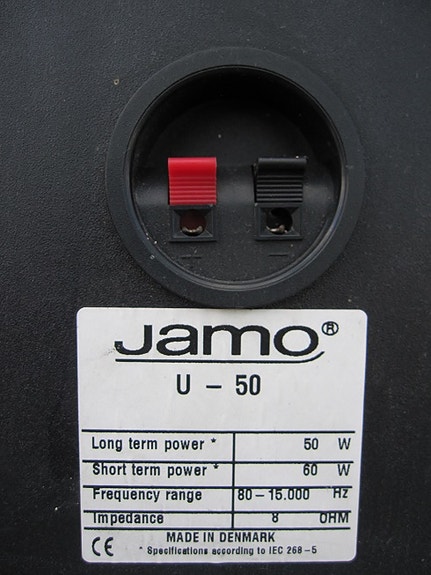 + −
Jamo®
U - 50
Long term power * 50 W
Short term power * 60 W
Frequency range 80 - 15.000 Hz
Impedance 8 OHM
MADE IN DENMARK
CE * Specifications according to IEC 268-5